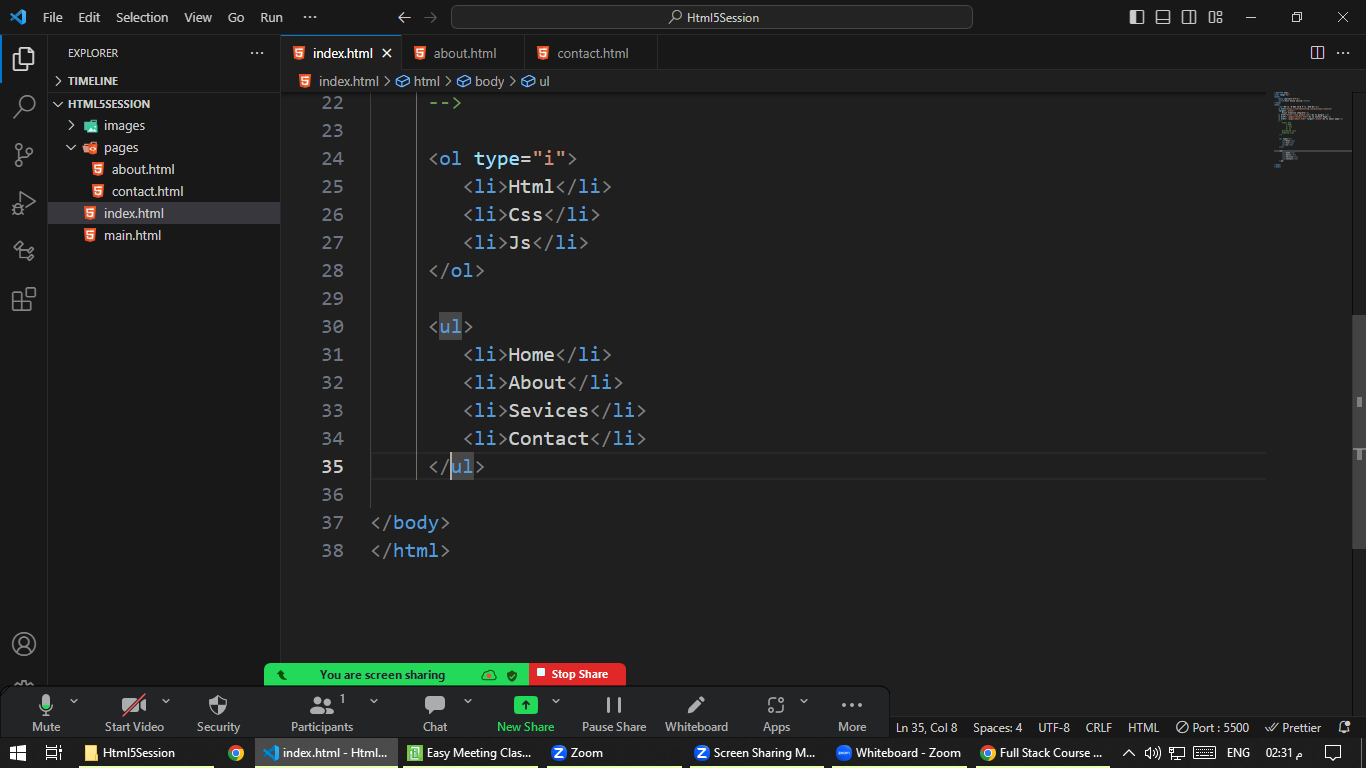 File Edit Selection View Go Run ··· Html5Session
EXPLORER ···
TIMELINE
HTML5SESSION
images
pages
about.html
contact.html
index.html
main.html
index.html about.html contact.html ···
index.html > html > body > ul
22 -->
23
24 <ol type="i">
25 <li>Html</li>
26 <li>Css</li>
27 <li>Js</li>
28 </ol>
29
30 <ul>
31 <li>Home</li>
32 <li>About</li>
33 <li>Sevices</li>
34 <li>Contact</li>
35 </ul>
36
37 </body>
38 </html>
You are screen sharing Stop Share
Mute Start Video Security Participants 1 Chat New Share Pause Share Whiteboard Apps More
Ln 35, Col 8 Spaces: 4 UTF-8 CRLF HTML Port : 5500 Prettier
Html5Session index.html - Html... Easy Meeting Clas... Zoom Screen Sharing M... Whiteboard - Zoom Full Stack Course ... ENG 02:31 م